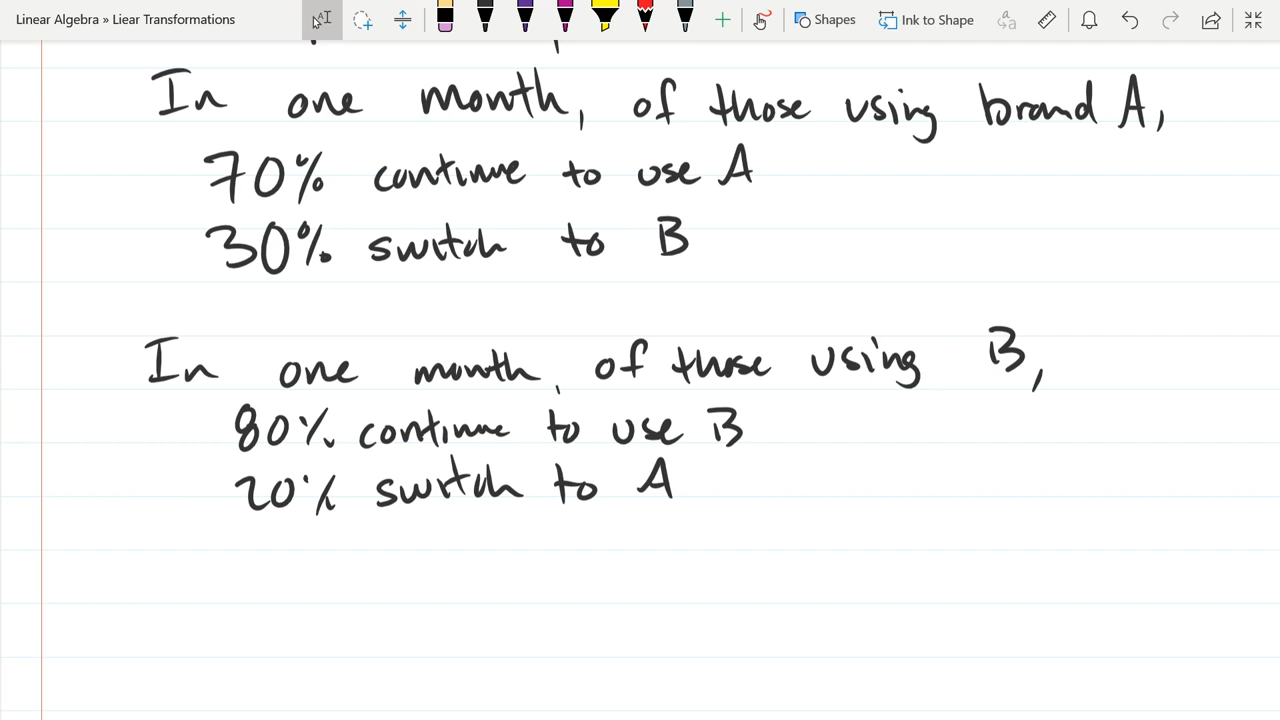 Linear Algebra » Liear Transformations
Shapes
Ink to Shape
In one month, of those using brand A,
70% continue to use A
30% switch to B
In one month, of those using B,
80% continue to use B
20% switch to A